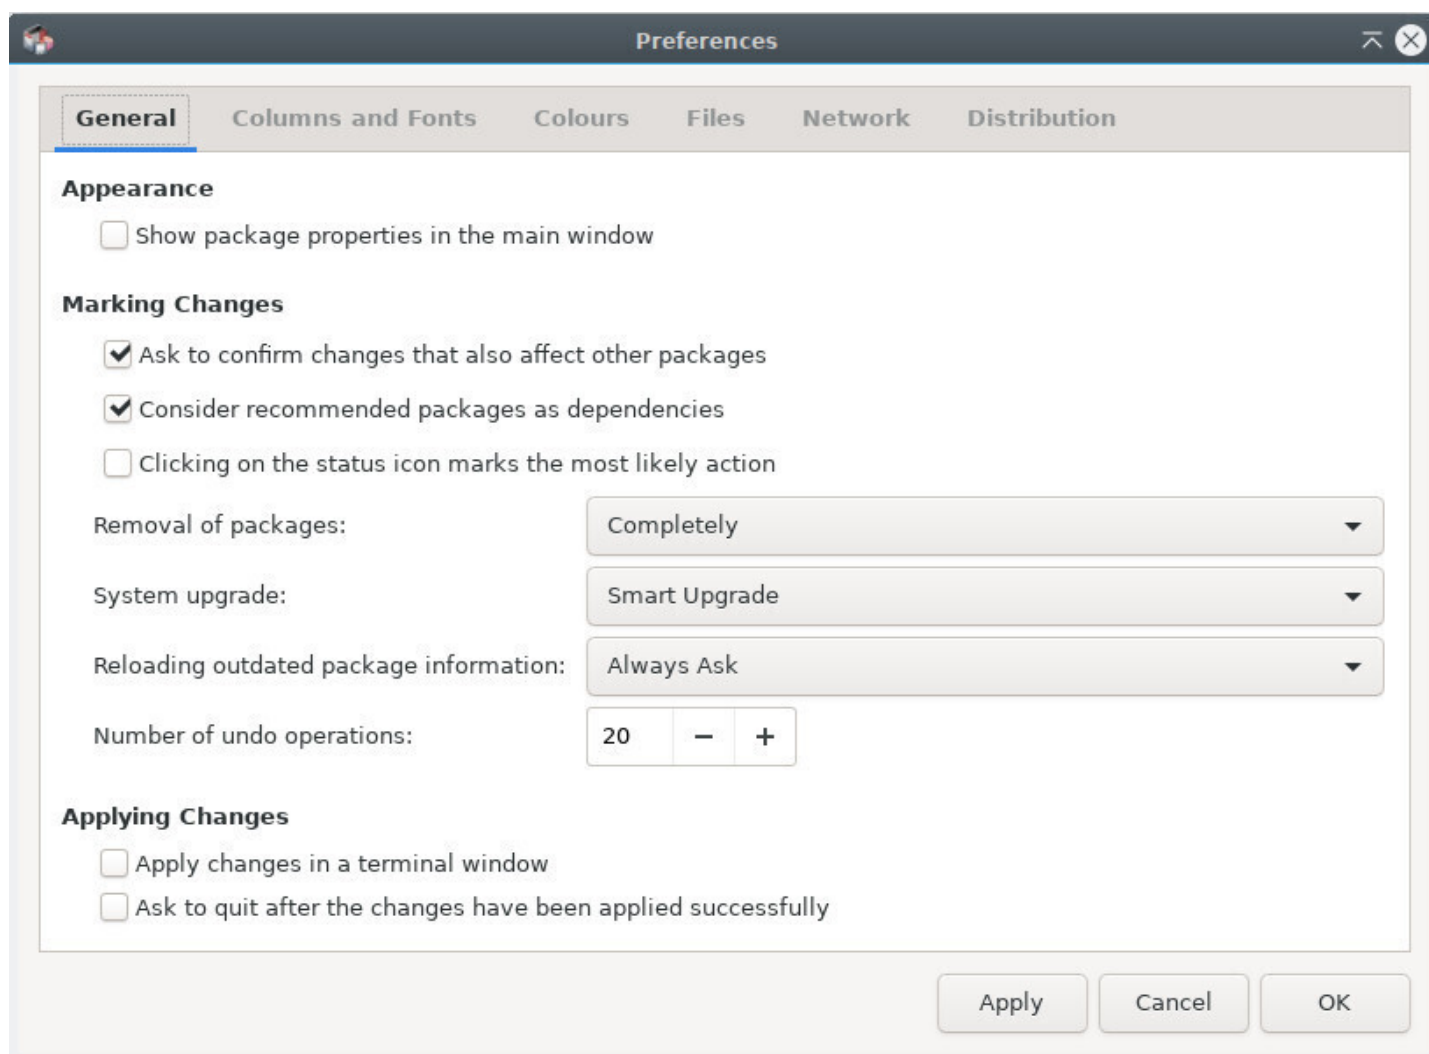 Preferences
General Columns and Fonts Colours Files Network Distribution
Appearance
Show package properties in the main window
Marking Changes
Ask to confirm changes that also affect other packages
Consider recommended packages as dependencies
Clicking on the status icon marks the most likely action
Removal of packages: Completely
System upgrade: Smart Upgrade
Reloading outdated package information: Always Ask
Number of undo operations: 20 − +
Applying Changes
Apply changes in a terminal window
Ask to quit after the changes have been applied successfully
Apply Cancel OK